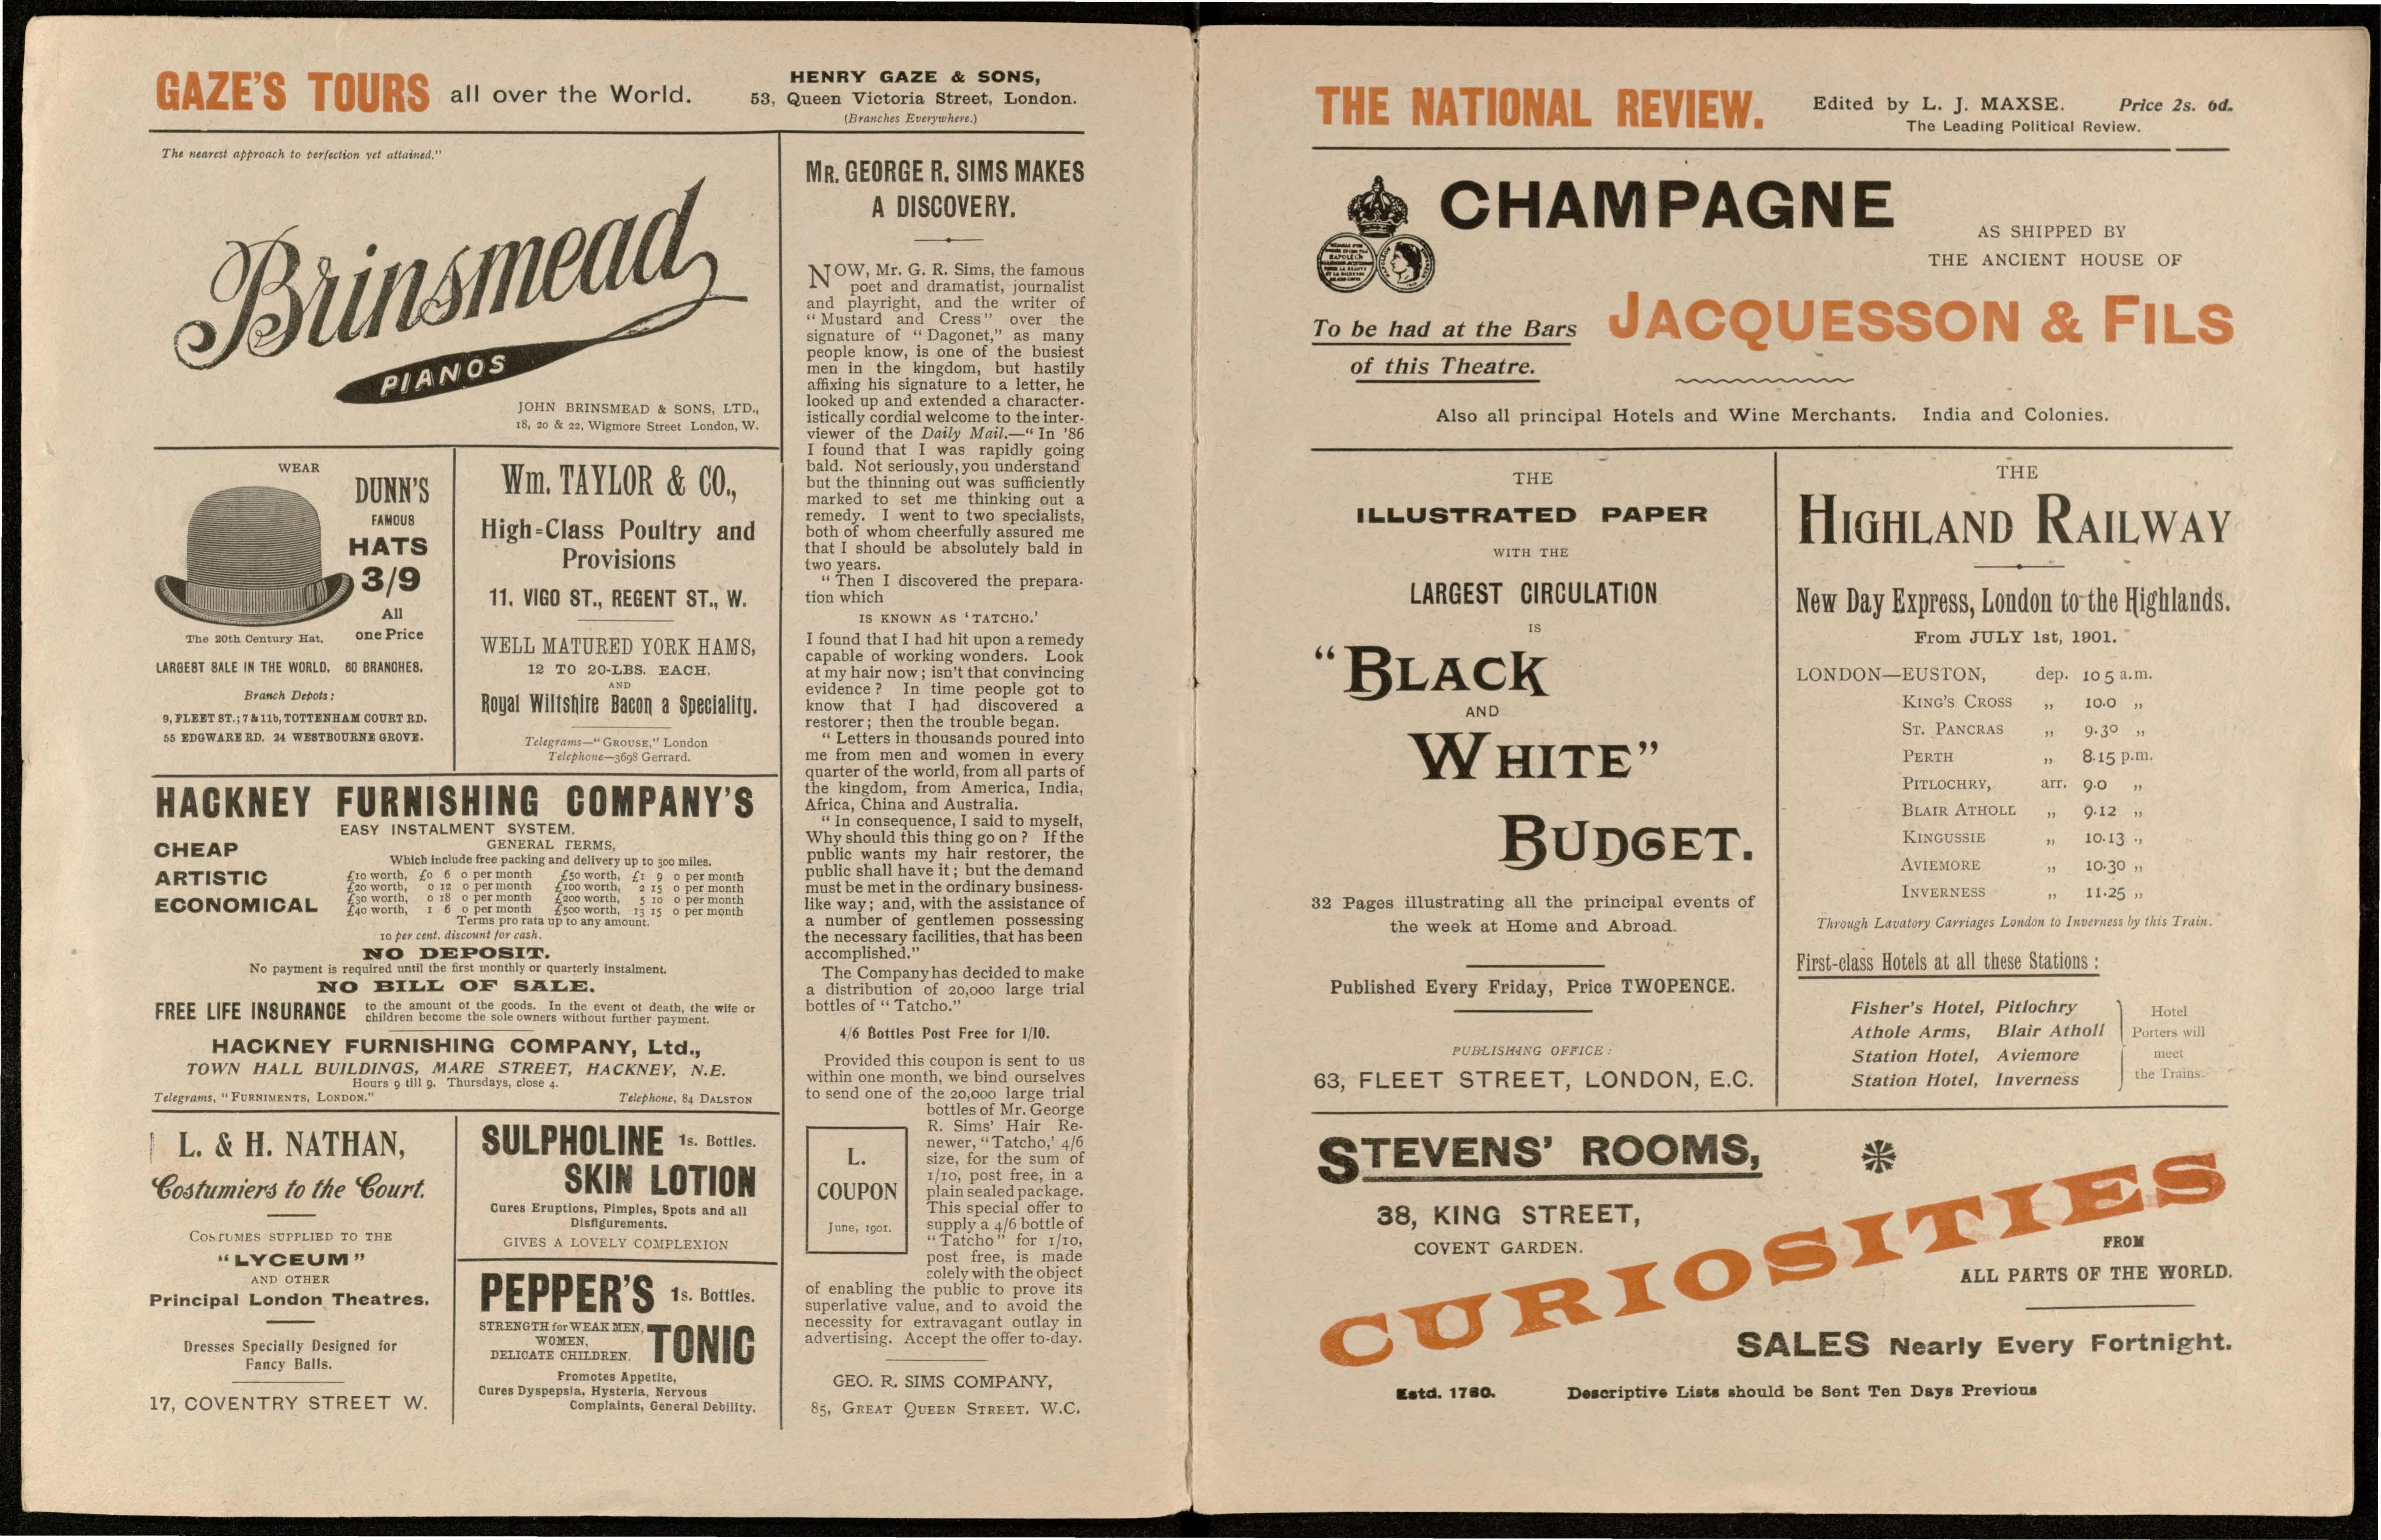 GAZE'S TOURS all over the World.
HENRY GAZE & SONS,
53, Queen Victoria Street, London.
(Branches Everywhere.)
The nearest approach to perfection yet attained."
Brinsmead
PIANOS
JOHN BRINSMEAD & SONS, LTD.,
18, 20 & 22, Wigmore Street London, W.
WEAR
DUNN'S
FAMOUS
HATS
3/9
All
one Price
The 20th Century Hat.
LARGEST SALE IN THE WORLD. 60 BRANCHES.
Branch Depots:
9, FLEET ST.; 7 & 11b, TOTTENHAM COURT RD.
55 EDGWARE RD. 24 WESTBOURNE GROVE.
Wm. TAYLOR & CO.,
High-Class Poultry and
Provisions
11, VIGO ST., REGENT ST., W.
WELL MATURED YORK HAMS,
12 TO 20-LBS. EACH,
AND
Royal Wiltshire Bacon a Speciality.
Telegrams—"GROUSE," London
Telephone—3698 Gerrard.
HACKNEY FURNISHING COMPANY'S
EASY INSTALMENT SYSTEM.
CHEAP
ARTISTIC
ECONOMICAL
GENERAL TERMS,
Which include free packing and delivery up to 300 miles.
£10 worth, £0 6 0 per month £50 worth, £1 9 0 per month
£20 worth, 0 12 0 per month £100 worth, 2 15 0 per month
£30 worth, 0 18 0 per month £200 worth, 5 10 0 per month
£40 worth, 1 6 0 per month £500 worth, 13 15 0 per month
Terms pro rata up to any amount.
10 per cent. discount for cash.
NO DEPOSIT.
No payment is required until the first monthly or quarterly instalment.
NO BILL OF SALE.
FREE LIFE INSURANCE to the amount of the goods. In the event of death, the wife or
children become the sole owners without further payment.
HACKNEY FURNISHING COMPANY, Ltd.,
TOWN HALL BUILDINGS, MARE STREET, HACKNEY, N.E.
Hours 9 till 9. Thursdays, close 4.
Telegrams, "FURNIMENTS, LONDON." Telephone, 84 DALSTON
L. & H. NATHAN,
Costumiers to the Court.
COSTUMES SUPPLIED TO THE
"LYCEUM"
AND OTHER
Principal London Theatres.
Dresses Specially Designed for
Fancy Balls.
17, COVENTRY STREET W.
SULPHOLINE 1s. Bottles.
SKIN LOTION
Cures Eruptions, Pimples, Spots and all
Disfigurements.
GIVES A LOVELY COMPLEXION
PEPPER'S 1s. Bottles.
STRENGTH for WEAK MEN,
WOMEN,
DELICATE CHILDREN.
TONIC
Promotes Appetite,
Cures Dyspepsia, Hysteria, Nervous
Complaints, General Debility.
MR. GEORGE R. SIMS MAKES
A DISCOVERY.
NOW, Mr. G. R. Sims, the famous
poet and dramatist, journalist
and playright, and the writer of
"Mustard and Cress" over the
signature of "Dagonet," as many
people know, is one of the busiest
men in the kingdom, but hastily
affixing his signature to a letter, he
looked up and extended a character-
istically cordial welcome to the inter-
viewer of the Daily Mail.—"In '86
I found that I was rapidly going
bald. Not seriously, you understand
but the thinning out was sufficiently
marked to set me thinking out a
remedy. I went to two specialists,
both of whom cheerfully assured me
that I should be absolutely bald in
two years.
"Then I discovered the prepara-
tion which
IS KNOWN AS 'TATCHO.'
I found that I had hit upon a remedy
capable of working wonders. Look
at my hair now; isn't that convincing
evidence? In time people got to
know that I had discovered a
restorer; then the trouble began.
"Letters in thousands poured into
me from men and women in every
quarter of the world, from all parts of
the kingdom, from America, India,
Africa, China and Australia.
"In consequence, I said to myself,
Why should this thing go on? If the
public wants my hair restorer, the
public shall have it; but the demand
must be met in the ordinary business-
like way; and, with the assistance of
a number of gentlemen possessing
the necessary facilities, that has been
accomplished."
The Company has decided to make
a distribution of 20,000 large trial
bottles of "Tatcho."
4/6 Bottles Post Free for 1/10.
Provided this coupon is sent to us
within one month, we bind ourselves
to send one of the 20,000 large trial
bottles of Mr. George
R. Sims' Hair Re-
newer, "Tatcho,' 4/6
size, for the sum of
1/10, post free, in a
plain sealed package.
This special offer to
supply a 4/6 bottle of
"Tatcho" for 1/10,
post free, is made
solely with the object
L.
COUPON
June, 1901.
of enabling the public to prove its
superlative value, and to avoid the
necessity for extravagant outlay in
advertising. Accept the offer to-day.
GEO. R. SIMS COMPANY,
85, GREAT QUEEN STREET. W.C.
THE NATIONAL REVIEW.
Edited by L. J. MAXSE. Price 2s. 6d.
The Leading Political Review.
CHAMPAGNE
AS SHIPPED BY
THE ANCIENT HOUSE OF
JACQUESSON & FILS
To be had at the Bars
of this Theatre.
Also all principal Hotels and Wine Merchants. India and Colonies.
THE
ILLUSTRATED PAPER
WITH THE
LARGEST CIRCULATION
IS
"BLACK
AND
WHITE"
BUDGET.
32 Pages illustrating all the principal events of
the week at Home and Abroad.
Published Every Friday, Price TWOPENCE.
PUBLISHING OFFICE:
63, FLEET STREET, LONDON, E.C.
THE
HIGHLAND RAILWAY
New Day Express, London to the Highlands.
From JULY 1st, 1901.
LONDON—EUSTON, dep. 10 5 a.m.
KING'S CROSS ,, 10.0 ,,
ST. PANCRAS ,, 9.30 ,,
PERTH ,, 8.15 p.m.
PITLOCHRY, arr. 9.0 ,,
BLAIR ATHOLL ,, 9.12 ,,
KINGUSSIE ,, 10.13 ,,
AVIEMORE ,, 10.30 ,,
INVERNESS ,, 11.25 ,,
Through Lavatory Carriages London to Inverness by this Train.
First-class Hotels at all these Stations:
Fisher's Hotel, Pitlochry
Athole Arms, Blair Atholl
Station Hotel, Aviemore
Station Hotel, Inverness
Hotel
Porters will
meet
the Trains.
STEVENS' ROOMS,
38, KING STREET,
COVENT GARDEN.
CURIOSITIES
FROM
ALL PARTS OF THE WORLD.
SALES Nearly Every Fortnight.
Estd. 1760. Descriptive Lists should be Sent Ten Days Previous